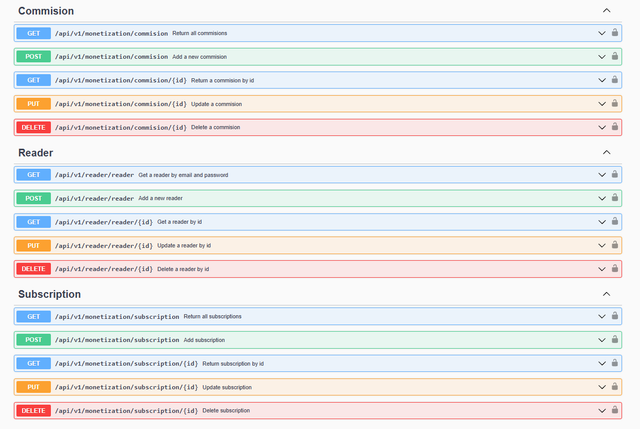 Commision
GET /api/v1/monetization/commision Return all commisions
POST /api/v1/monetization/commision Add a new commision
GET /api/v1/monetization/commision/{id} Return a commision by id
PUT /api/v1/monetization/commision/{id} Update a commision
DELETE /api/v1/monetization/commision/{id} Delete a commision
Reader
GET /api/v1/reader/reader Get a reader by email and password
POST /api/v1/reader/reader Add a new reader
GET /api/v1/reader/reader/{id} Get a reader by id
PUT /api/v1/reader/reader/{id} Update a reader by id
DELETE /api/v1/reader/reader/{id} Delete a reader by id
Subscription
GET /api/v1/monetization/subscription Return all subscriptions
POST /api/v1/monetization/subscription Add subscription
GET /api/v1/monetization/subscription/{id} Return subscription by id
PUT /api/v1/monetization/subscription/{id} Update subscription
DELETE /api/v1/monetization/subscription/{id} Delete subscription